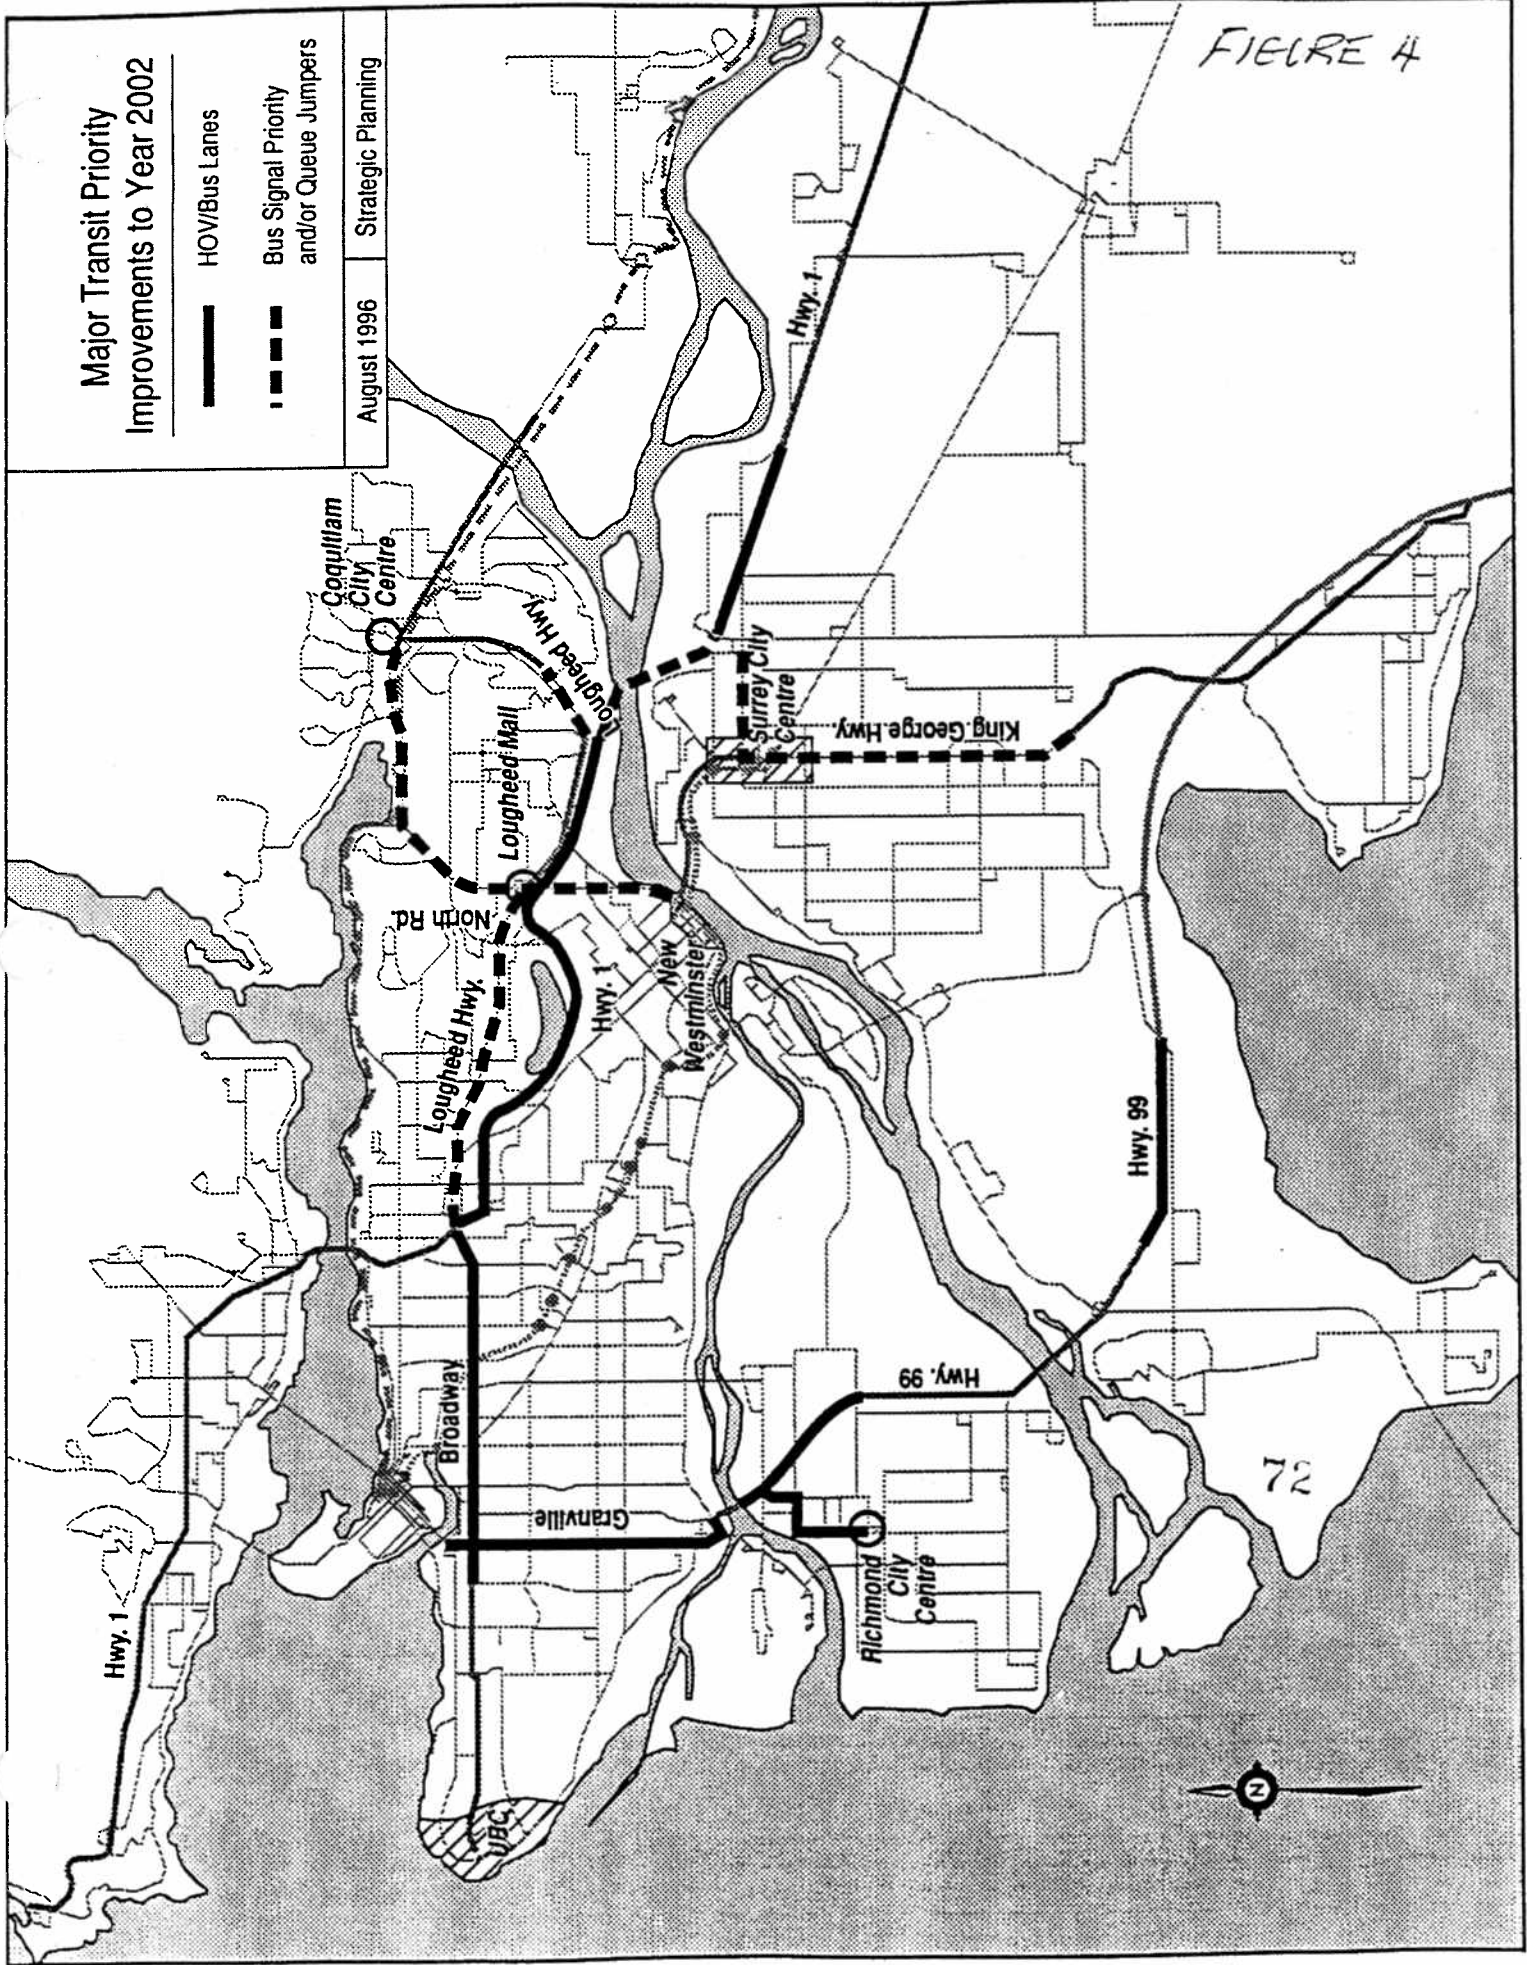 FIGURE 4
Major Transit Priority
Improvements to Year 2002
HOV/Bus Lanes
Bus Signal Priority
and/or Queue Jumpers
August 1996
Strategic Planning
Hwy. 1
UBC
Broadway
Granville
Richmond
City
Centre
Hwy. 99
Hwy. 99
Lougheed Hwy.
North Rd.
Hwy. 1
New
Westminster
Lougheed Mall
Coquitlam
City
Centre
Lougheed Hwy.
Surrey City
Centre
King George Hwy.
Hwy. 1
N
72